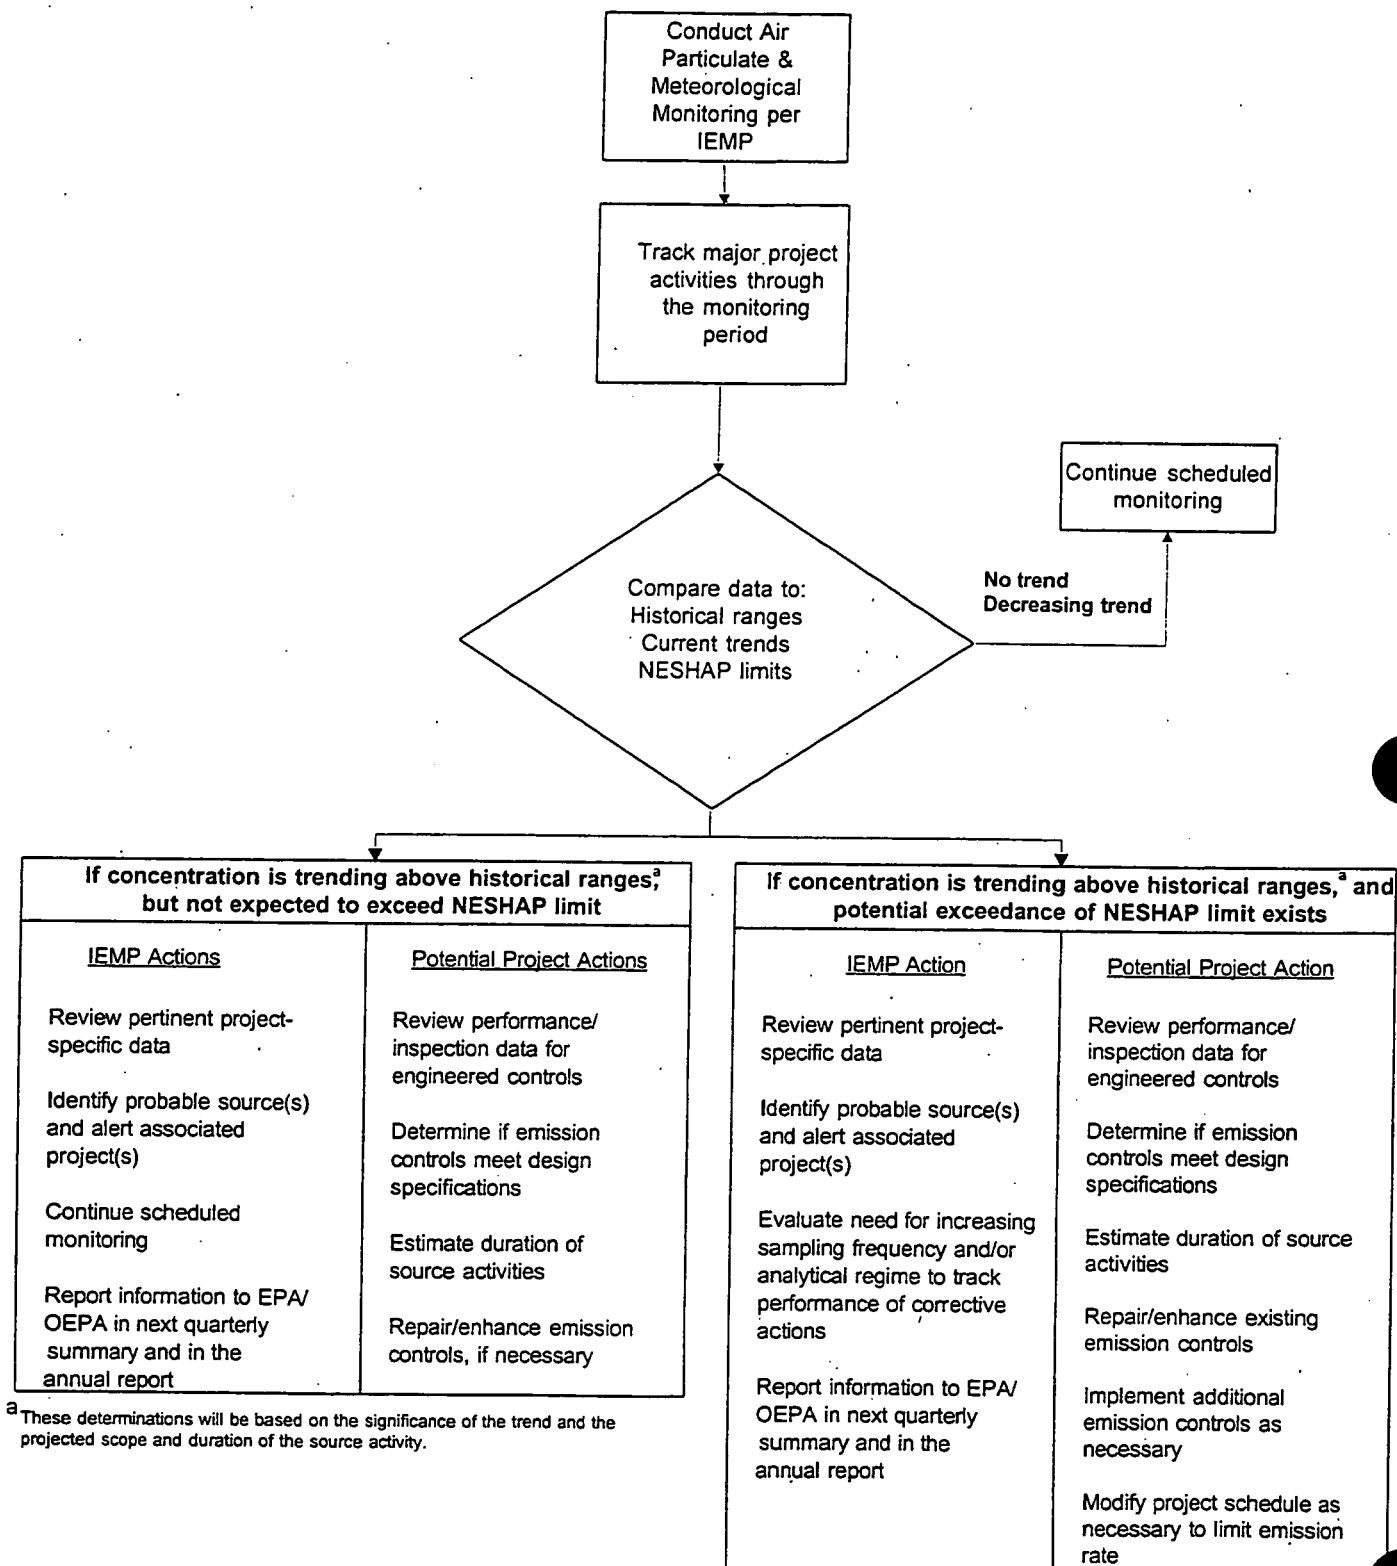 Conduct Air
Particulate &
Meteorological
Monitoring per
IEMP
Track major project
activities through
the monitoring
period
Continue scheduled
monitoring
No trend
Decreasing trend
Compare data to:
Historical ranges
Current trends
NESHAP limits
If concentration is trending above historical ranges,a
but not expected to exceed NESHAP limit
IEMP Actions
Review pertinent project-
specific data
Identify probable source(s)
and alert associated
project(s)
Continue scheduled
monitoring
Report information to EPA/
OEPA in next quarterly
summary and in the
annual report
Potential Project Actions
Review performance/
inspection data for
engineered controls
Determine if emission
controls meet design
specifications
Estimate duration of
source activities
Repair/enhance emission
controls, if necessary
If concentration is trending above historical ranges,a and
potential exceedance of NESHAP limit exists
IEMP Action
Review pertinent project-
specific data
Identify probable source(s)
and alert associated
project(s)
Evaluate need for increasing
sampling frequency and/or
analytical regime to track
performance of corrective
actions
Report information to EPA/
OEPA in next quarterly
summary and in the
annual report
Potential Project Action
Review performance/
inspection data for
engineered controls
Determine if emission
controls meet design
specifications
Estimate duration of source
activities
Repair/enhance existing
emission controls
Implement additional
emission controls as
necessary
Modify project schedule as
necessary to limit emission
rate
a These determinations will be based on the significance of the trend and the
projected scope and duration of the source activity.